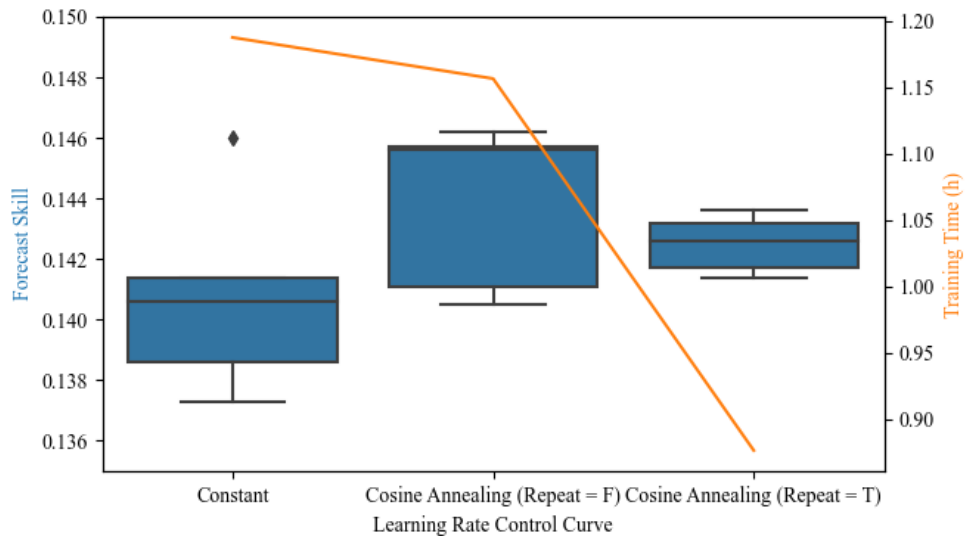 0.150
0.148
0.146
0.144
0.142
0.140
0.138
0.136
Forecast Skill
1.20
1.15
1.10
1.05
1.00
0.95
0.90
Training Time (h)
Constant
Cosine Annealing (Repeat = F)
Cosine Annealing (Repeat = T)
Learning Rate Control Curve